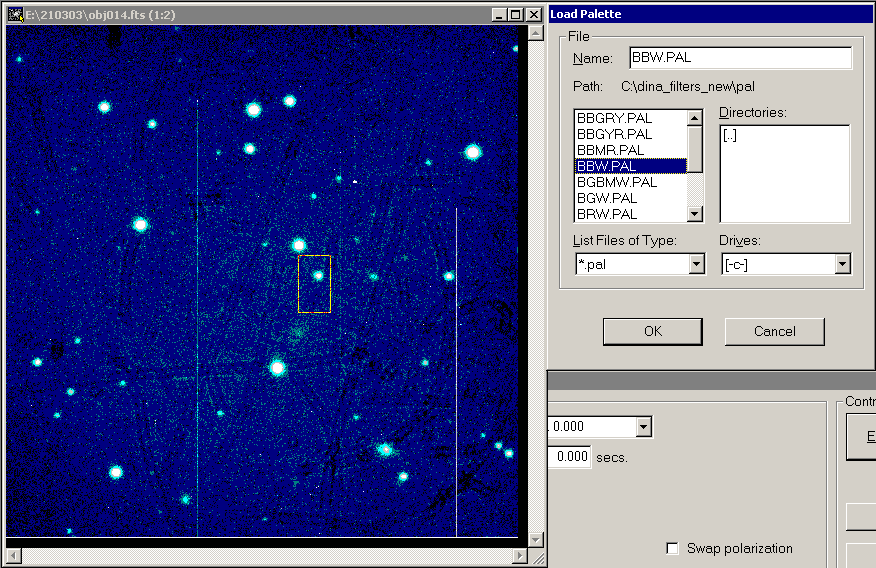 E:\210303\obj014.fts (1:2)
Load Palette
File
Name:
BBW.PAL
Path:
C:\dina_filters_new\pal
Directories:
BBGRY.PAL
BBGYR.PAL
BBMR.PAL
BBW.PAL
BGBMW.PAL
BGW.PAL
BRW.PAL
[..]
List Files of Type:
Drives:
*.pal
[-c-]
OK
Cancel
Contr
0.000
E
0.000
secs.
Swap polarization